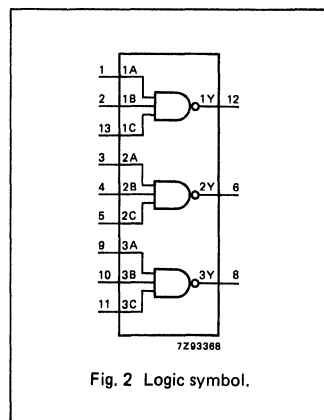 1 1A
2 1B 1Y 12
13 1C
3 2A
4 2B 2Y 6
5 2C
9 3A
10 3B 3Y 8
11 3C
7Z93368
Fig. 2 Logic symbol.